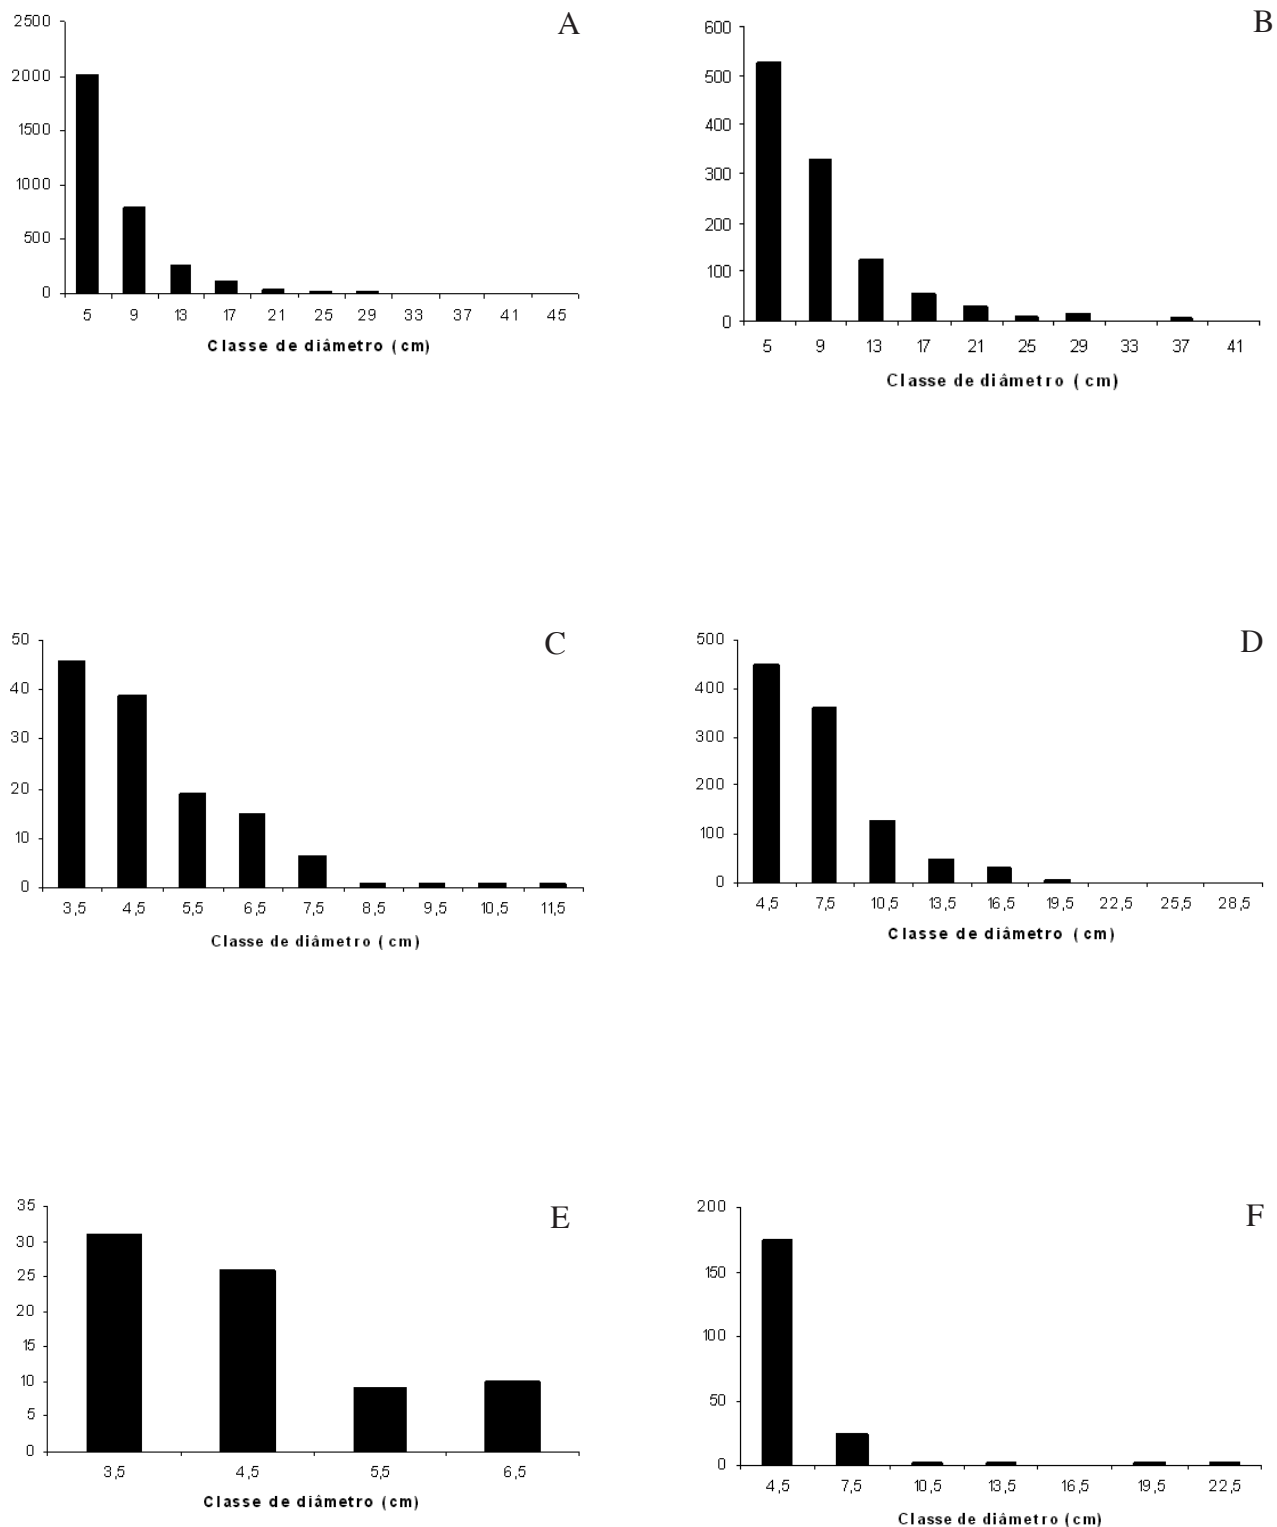 A
2500
2000
1500
1000
500
0
5 9 13 17 21 25 29 33 37 41 45
Classe de diâmetro (cm)
B
600
500
400
300
200
100
0
5 9 13 17 21 25 29 33 37 41
Classe de diâmetro (cm)
C
50
40
30
20
10
0
3,5 4,5 5,5 6,5 7,5 8,5 9,5 10,5 11,5
Classe de diâmetro (cm)
D
500
400
300
200
100
0
4,5 7,5 10,5 13,5 16,5 19,5 22,5 25,5 28,5
Classe de diâmetro (cm)
E
35
30
25
20
15
10
5
0
3,5 4,5 5,5 6,5
Classe de diâmetro (cm)
F
200
150
100
50
0
4,5 7,5 10,5 13,5 16,5 19,5 22,5
Classe de diâmetro (cm)